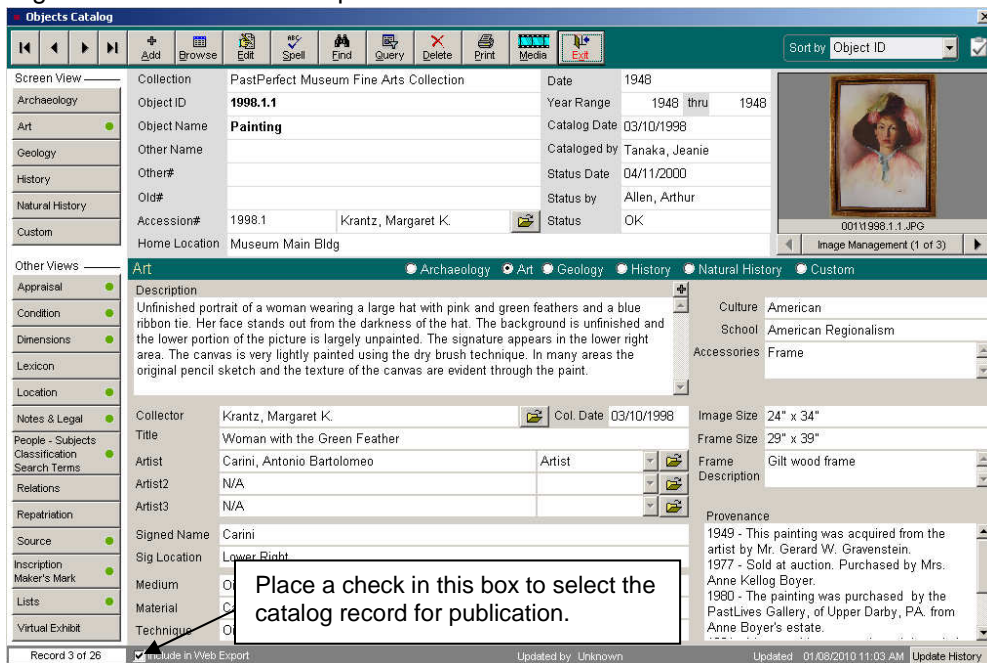 Objects Catalog
Add Browse Edit Spell Find Query Delete Print Media Exit Sort by Object ID
Screen View
Archaeology
Art
Geology
History
Natural History
Custom
Other Views
Appraisal
Condition
Dimensions
Lexicon
Location
Notes & Legal
People - Subjects
Classification
Search Terms
Relations
Repatriation
Source
Inscription
Maker's Mark
Lists
Virtual Exhibit
Collection PastPerfect Museum Fine Arts Collection
Object ID 1998.1.1
Object Name Painting
Other Name
Other#
Old#
Accession# 1998.1 Krantz, Margaret K.
Home Location Museum Main Bldg
Date 1948
Year Range 1948 thru 1948
Catalog Date 03/10/1998
Cataloged by Tanaka, Jeanie
Status Date 04/11/2000
Status by Allen, Arthur
Status OK
001\1998.1.1.JPG
Image Management (1 of 3)
Art Archaeology Art Geology History Natural History Custom
Description
Unfinished portrait of a woman wearing a large hat with pink and green feathers and a blue
ribbon tie. Her face stands out from the darkness of the hat. The background is unfinished and
the lower portion of the picture is largely unpainted. The signature appears in the lower right
area. The canvas is very lightly painted using the dry brush technique. In many areas the
original pencil sketch and the texture of the canvas are evident through the paint.
Culture American
School American Regionalism
Accessories Frame
Collector Krantz, Margaret K. Col. Date 03/10/1998
Title Woman with the Green Feather
Artist Carini, Antonio Bartolomeo Artist
Artist2 N/A
Artist3 N/A
Signed Name Carini
Sig Location Lower Right
Medium
Material
Technique
Image Size 24" x 34"
Frame Size 29" x 39"
Frame Gilt wood frame
Description
Provenance
1949 - This painting was acquired from the
artist by Mr. Gerard W. Gravenstein.
1977 - Sold at auction. Purchased by Mrs.
Anne Kellog Boyer.
1980 - The painting was purchased by the
PastLives Gallery, of Upper Darby, PA. from
Anne Boyer's estate.
Place a check in this box to select the
catalog record for publication.
Record 3 of 26 Include in Web Export Updated by Unknown Updated 01/08/2010 11:03 AM Update History